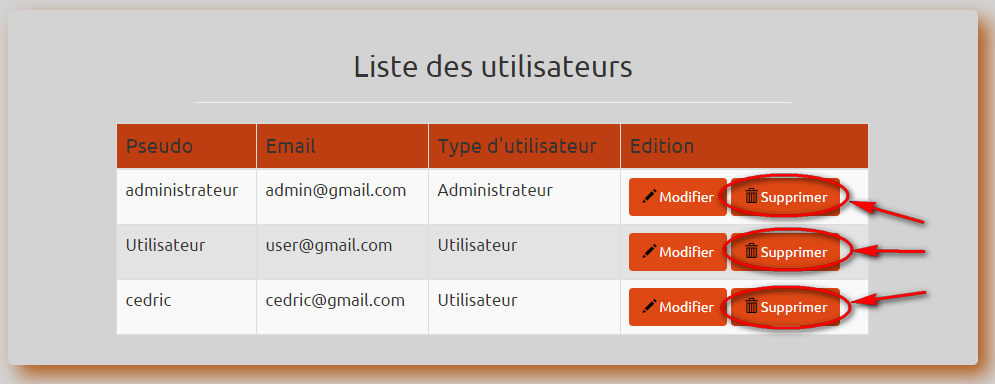 Liste des utilisateurs
Pseudo Email Type d'utilisateur Edition
administrateur admin@gmail.com Administrateur Modifier Supprimer
Utilisateur user@gmail.com Utilisateur Modifier Supprimer
cedric cedric@gmail.com Utilisateur Modifier Supprimer